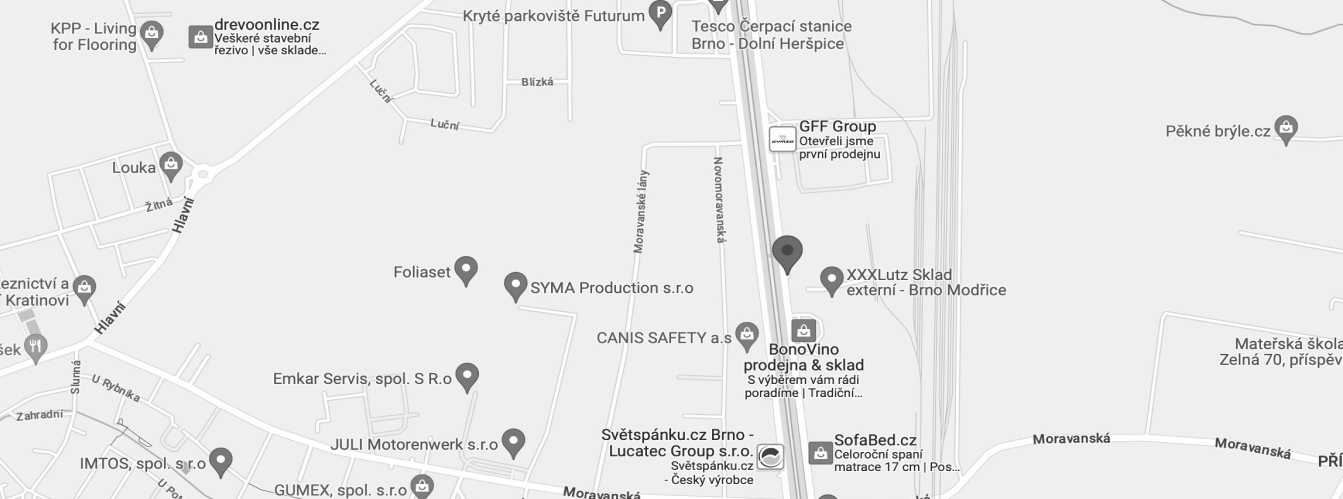 KPP - Living
for Flooring
drevoonline.cz
Veškeré stavební
řezivo | vše sklade...
Kryté parkoviště Futurum
P
Tesco Čerpací stanice
Brno - Dolní Heršpice
Luční
Blízká
Luční
GFF Group
Otevřeli jsme
první prodejnu
Pěkné brýle.cz
Louka
Žitná
Hlavní
Moravanské lány
Novomoravanská
Foliaset
SYMA Production s.r.o
XXXLutz Sklad
externí - Brno Modřice
eznictví a
í Kratinovi
Hlavní
CANIS SAFETY a.s
BonoVino
prodejna & sklad
S výběrem vám rádi
poradíme | Tradiční...
Mateřská škola
Zelná 70, příspěv
šek
Slunná
U Rybníka
Zahradní
Emkar Servis, spol. S R.o
JULI Motorenwerk s.r.o
Světspánku.cz Brno -
Lucatec Group s.r.o.
Světspánku.cz
- Český výrobce
SofaBed.cz
Celoroční spaní
matrace 17 cm | Pos...
Moravanská
Moravanská
PŘÍ
IMTOS, spol. s r.o
U Pot
GUMEX, spol. s.r.o
Moravanská
ká